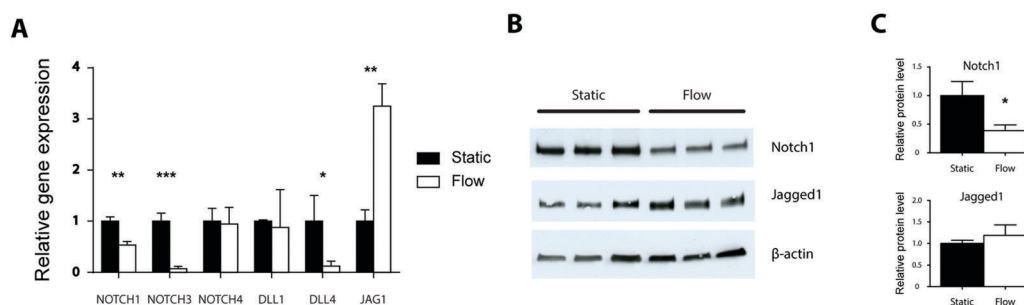 A
Relative gene expression
4
3
2
1
0
** *** * **
NOTCH1 NOTCH3 NOTCH4 DLL1 DLL4 JAG1
Static
Flow
B
Static Flow
Notch1
Jagged1
β-actin
C
Notch1
Relative protein level
1.5
1.0
0.5
0.0
*
Static Flow
Jagged1
Relative protein level
2.0
1.5
1.0
0.5
0.0
Static Flow